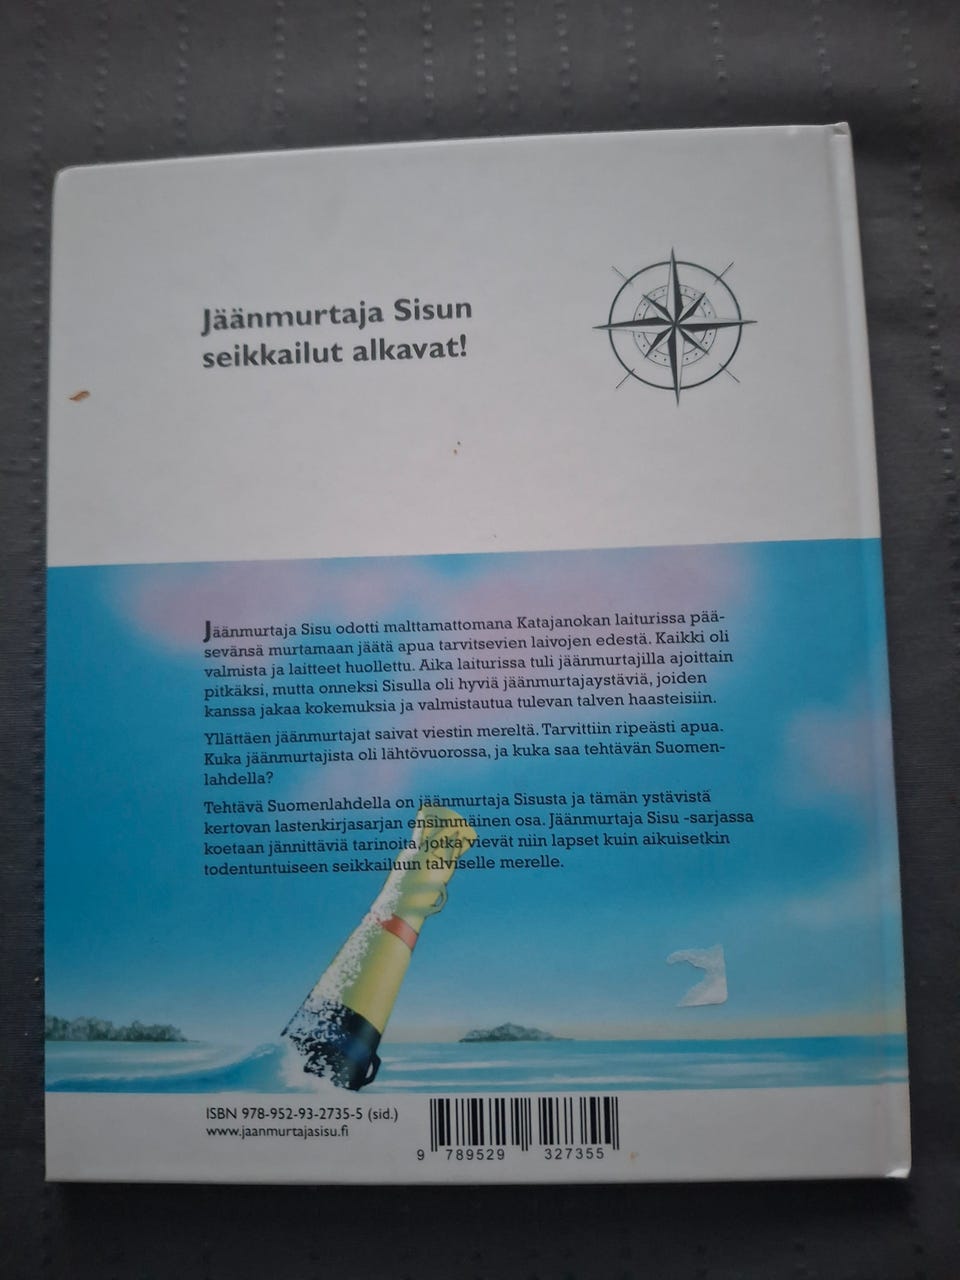 Jäänmurtaja Sisun
seikkailut alkavat!
Jäänmurtaja Sisu odotti malttamattomana Katajanokan laiturissa pää-
sevänsä murtamaan jäätä apua tarvitsevien laivojen edestä. Kaikki oli
valmista ja laitteet huollettu. Aika laiturissa tuli jäänmurtajilla ajoittain
pitkäksi, mutta onneksi Sisulla oli hyviä jäänmurtajaystäviä, joiden
kanssa jakaa kokemuksia ja valmistautua tulevan talven haasteisiin.
Yllättäen jäänmurtajat saivat viestin mereltä. Tarvittiin ripeästi apua.
Kuka jäänmurtajista oli lähtövuorossa, ja kuka saa tehtävän Suomen-
lahdella?
Tehtävä Suomenlahdella on jäänmurtaja Sisusta ja tämän ystävistä
kertovan lastenkirjasarjan ensimmäinen osa. Jäänmurtaja Sisu -sarjassa
koetaan jännittäviä tarinoita, jotka vievät niin lapset kuin aikuisetkin
todentuntuiseen seikkailuun talviselle merelle.
ISBN 978-952-93-2735-5 (sid.)
www.jaanmurtajasisu.fi
9 789529 327355